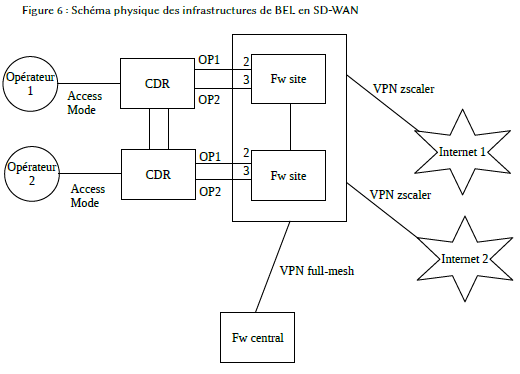 Figure 6 : Schéma physique des infrastructures de BEL en SD-WAN
Opérateur
1
Access
Mode
CDR
OP1
OP2
2
3
Fw site
VPN zscaler
Internet 1
Opérateur
2
Access
Mode
CDR
OP1
OP2
2
3
Fw site
VPN zscaler
Internet 2
VPN full-mesh
Fw central